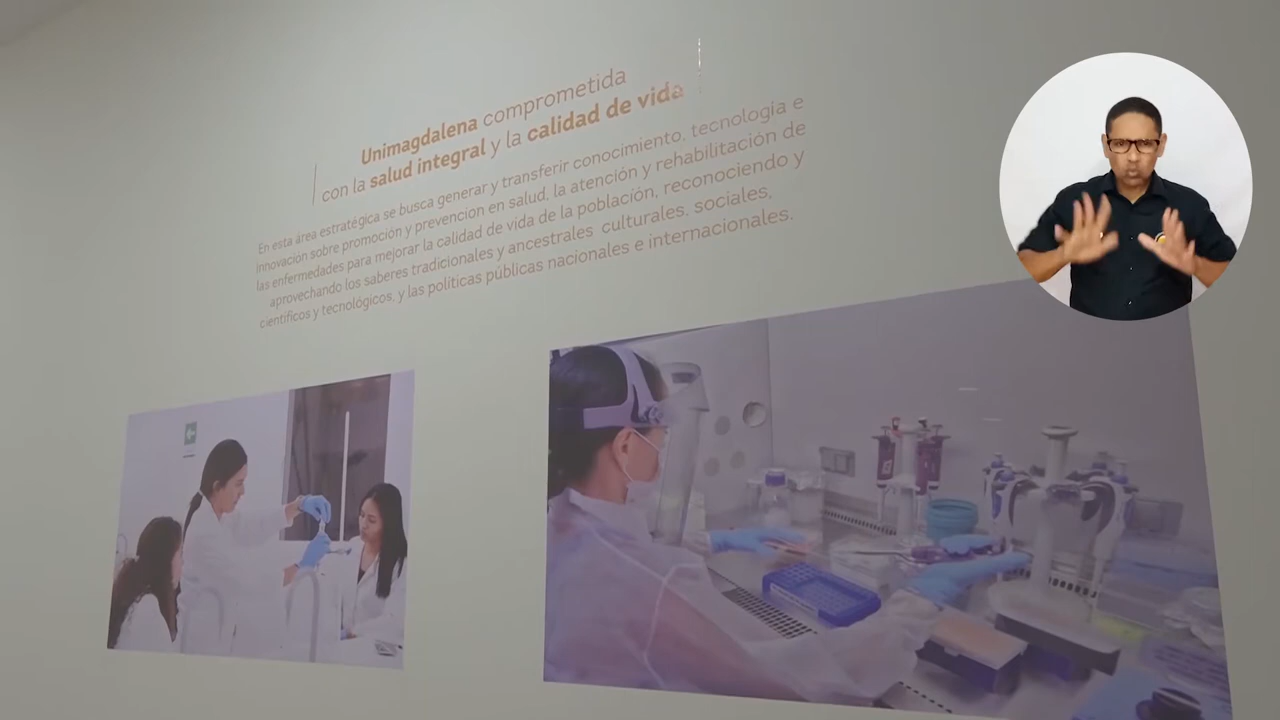 Unimagdalena comprometida
con la salud integral y la calidad de vida
En esta área estratégica se busca generar y transferir conocimiento, tecnología e
innovación sobre promoción y prevención en salud, la atención y rehabilitación de
las enfermedades para mejorar la calidad de vida de la población, reconociendo y
aprovechando los saberes tradicionales y ancestrales culturales, sociales,
científicos y tecnológicos, y las políticas públicas nacionales e internacionales.